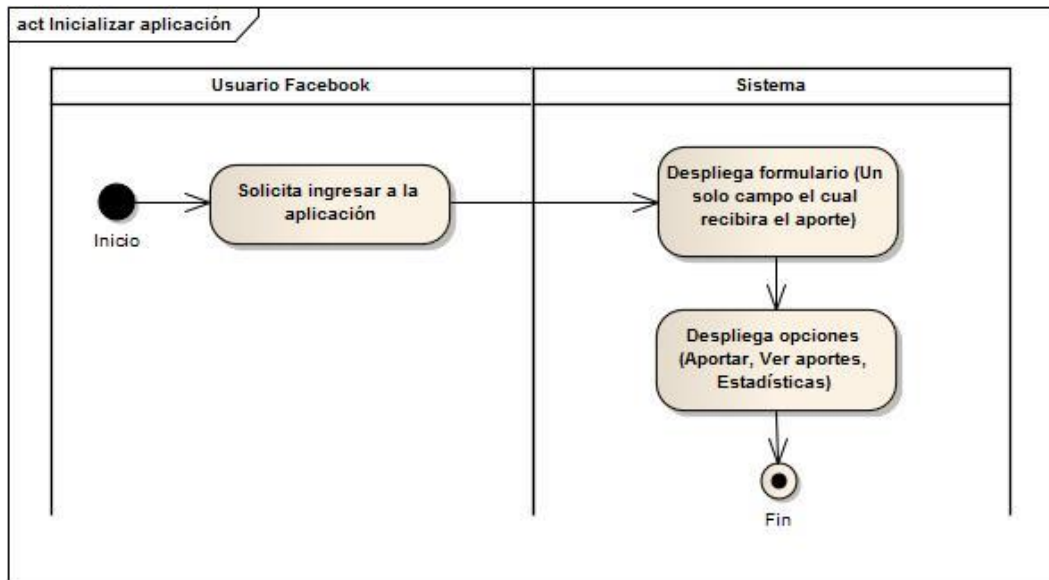 act Inicializar aplicación
Usuario Facebook
Sistema
Inicio
Solicita ingresar a la
aplicación
Despliega formulario (Un
solo campo el cual
recibira el aporte)
Despliega opciones
(Aportar, Ver aportes,
Estadísticas)
Fin